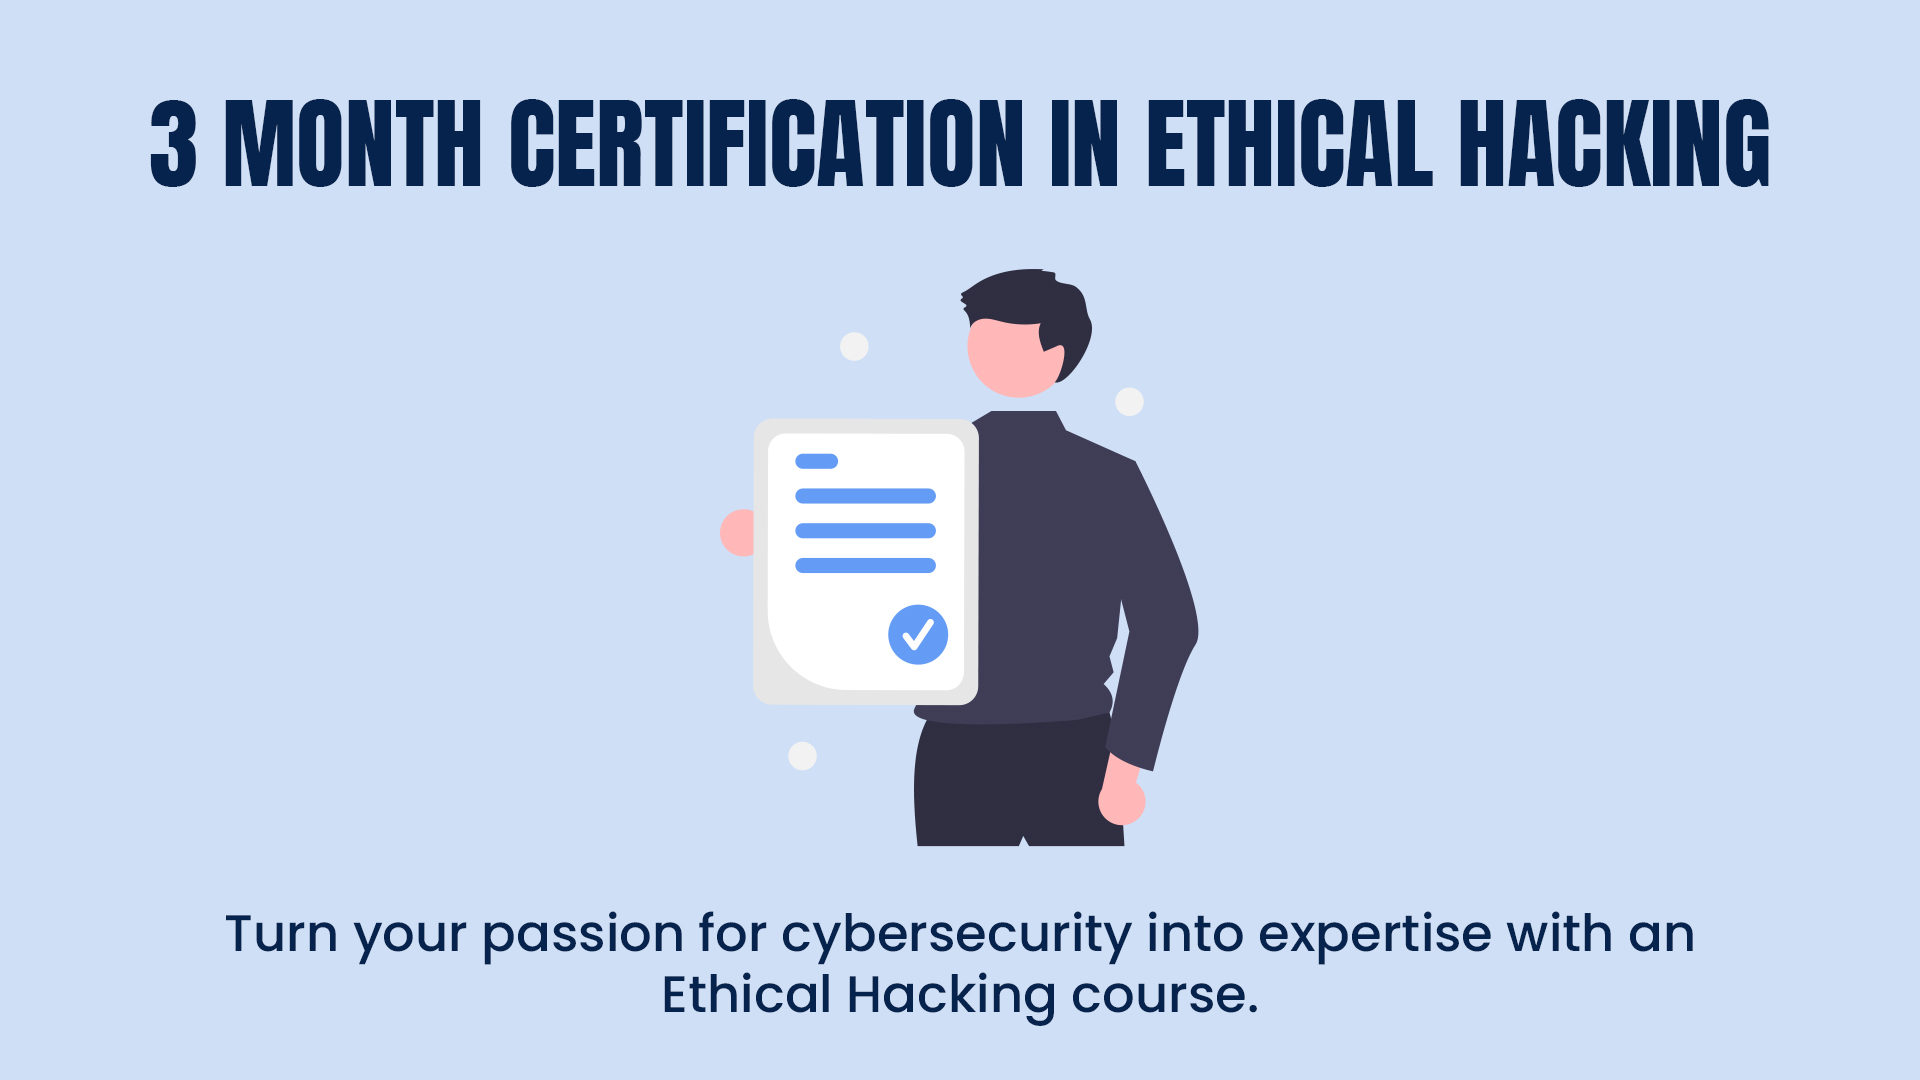 3 MONTH CERTIFICATION IN ETHICAL HACKING
Turn your passion for cybersecurity into expertise with an
Ethical Hacking course.